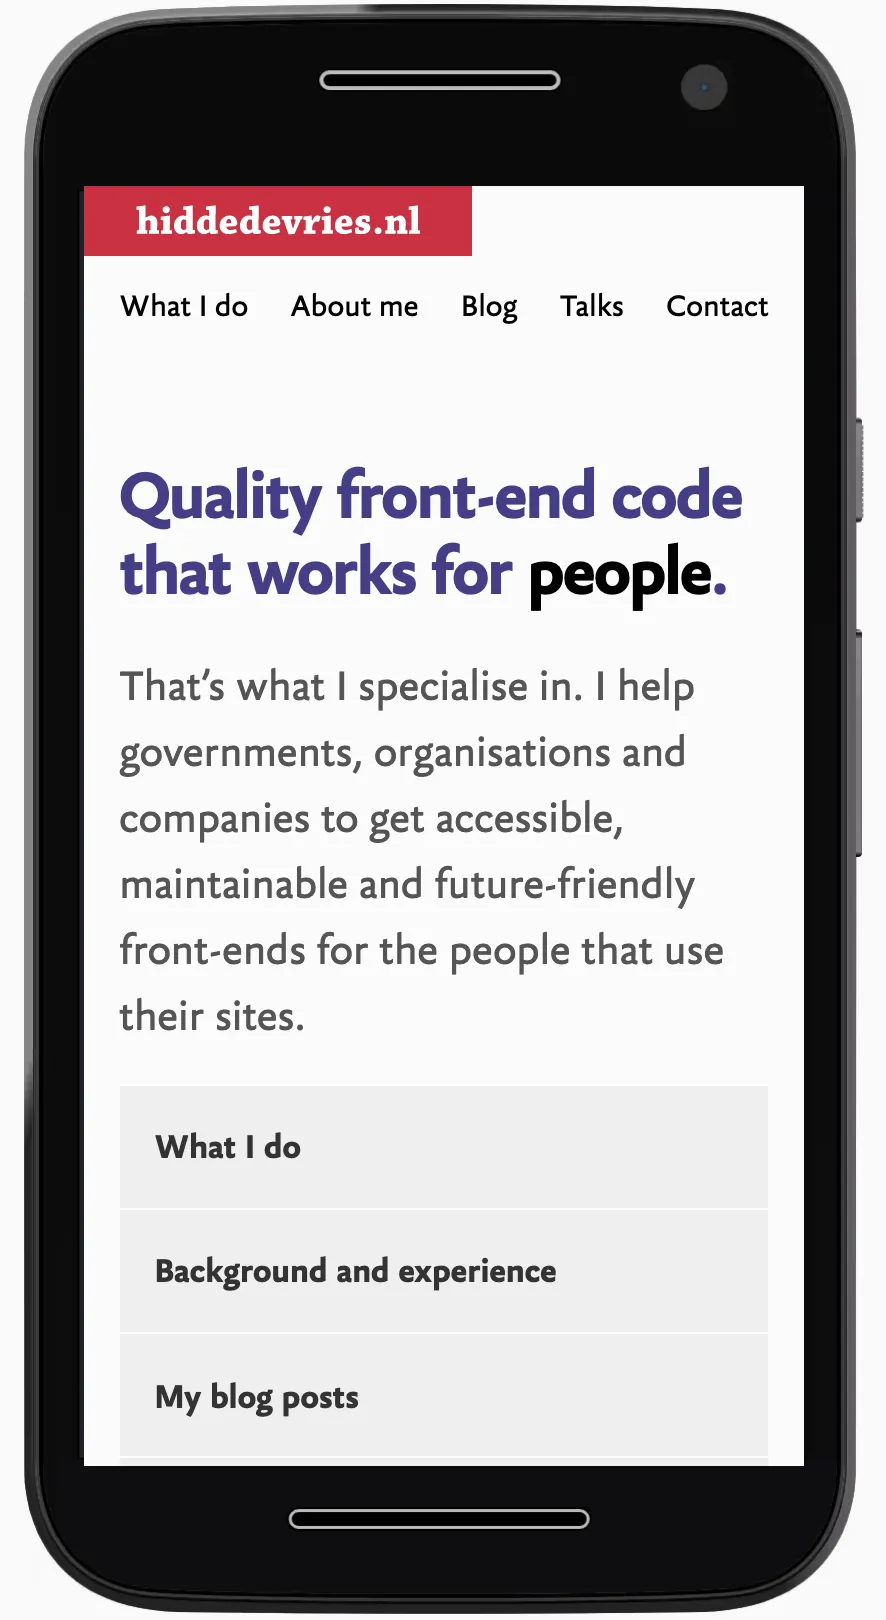 hiddedevries.nl
What I do About me Blog Talks Contact
Quality front-end code
that works for people.
That’s what I specialise in. I help
governments, organisations and
companies to get accessible,
maintainable and future-friendly
front-ends for the people that use
their sites.
What I do
Background and experience
My blog posts